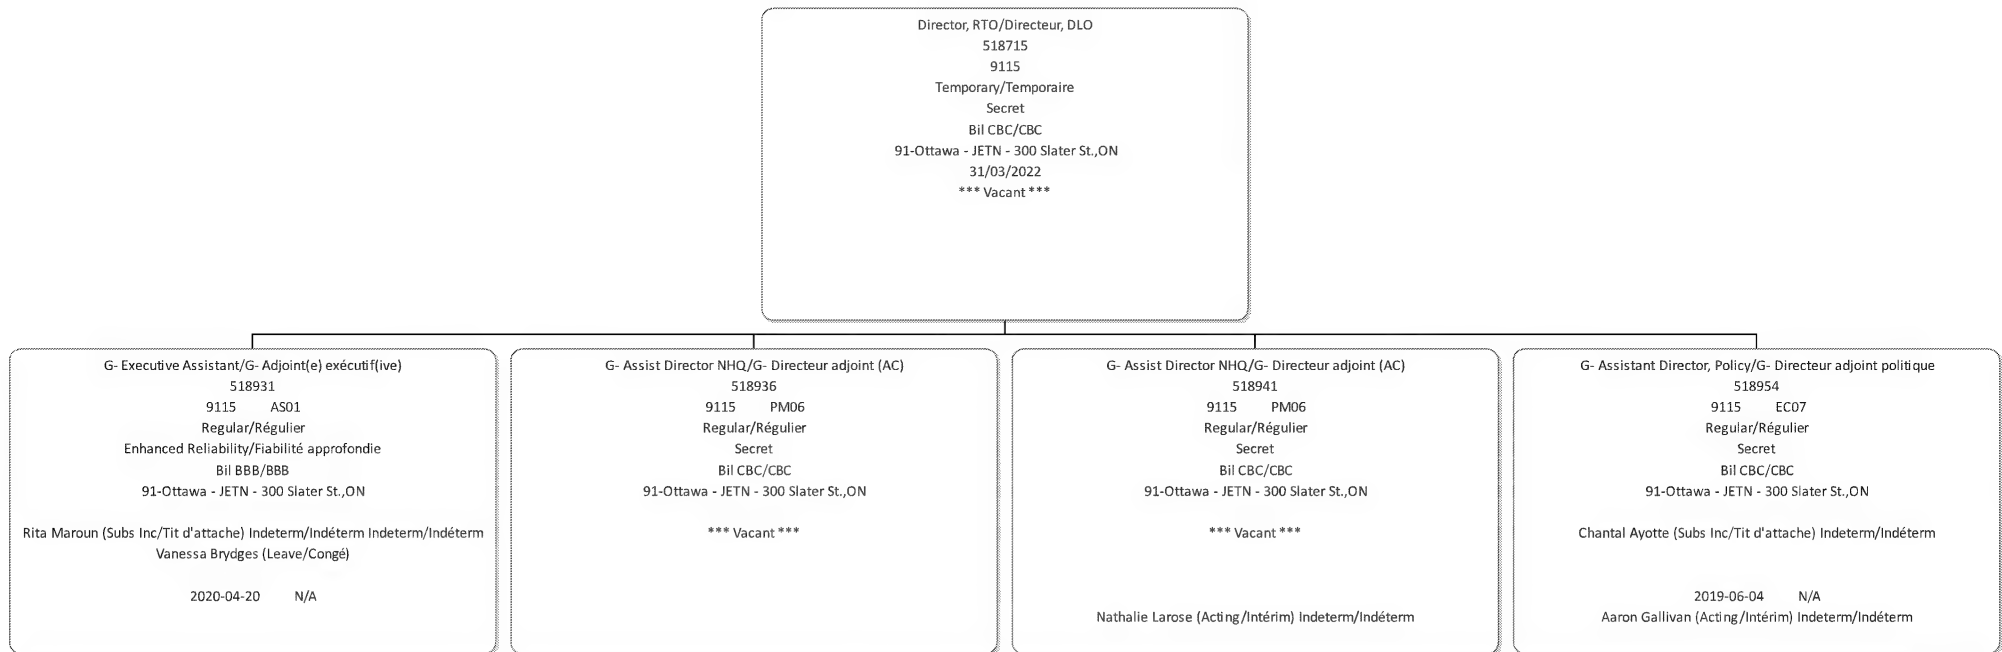 Director, RTO/Directeur, DLO
518715
9115
Temporary/Temporaire
Secret
Bil CBC/CBC
91-Ottawa - JETN - 300 Slater St.,ON
31/03/2022
*** Vacant ***
G- Executive Assistant/G- Adjoint(e) exécutif(ive)
518931
9115 AS01
Regular/Régulier
Enhanced Reliability/Fiabilité approfondie
Bil BBB/BBB
91-Ottawa - JETN - 300 Slater St.,ON
Rita Maroun (Subs Inc/Tit d'attache) Indeterm/Indéterm Indeterm/Indéterm
Vanessa Brydges (Leave/Congé)
2020-04-20 N/A
G- Assist Director NHQ/G- Directeur adjoint (AC)
518936
9115 PM06
Regular/Régulier
Secret
Bil CBC/CBC
91-Ottawa - JETN - 300 Slater St.,ON
*** Vacant ***
G- Assist Director NHQ/G- Directeur adjoint (AC)
518941
9115 PM06
Regular/Régulier
Secret
Bil CBC/CBC
91-Ottawa - JETN - 300 Slater St.,ON
*** Vacant ***
Nathalie Larose (Acting/Intérim) Indeterm/Indéterm
G- Assistant Director, Policy/G- Directeur adjoint politique
518954
9115 EC07
Regular/Régulier
Secret
Bil CBC/CBC
91-Ottawa - JETN - 300 Slater St.,ON
Chantal Ayotte (Subs Inc/Tit d'attache) Indeterm/Indéterm
2019-06-04 N/A
Aaron Gallivan (Acting/Intérim) Indeterm/Indéterm